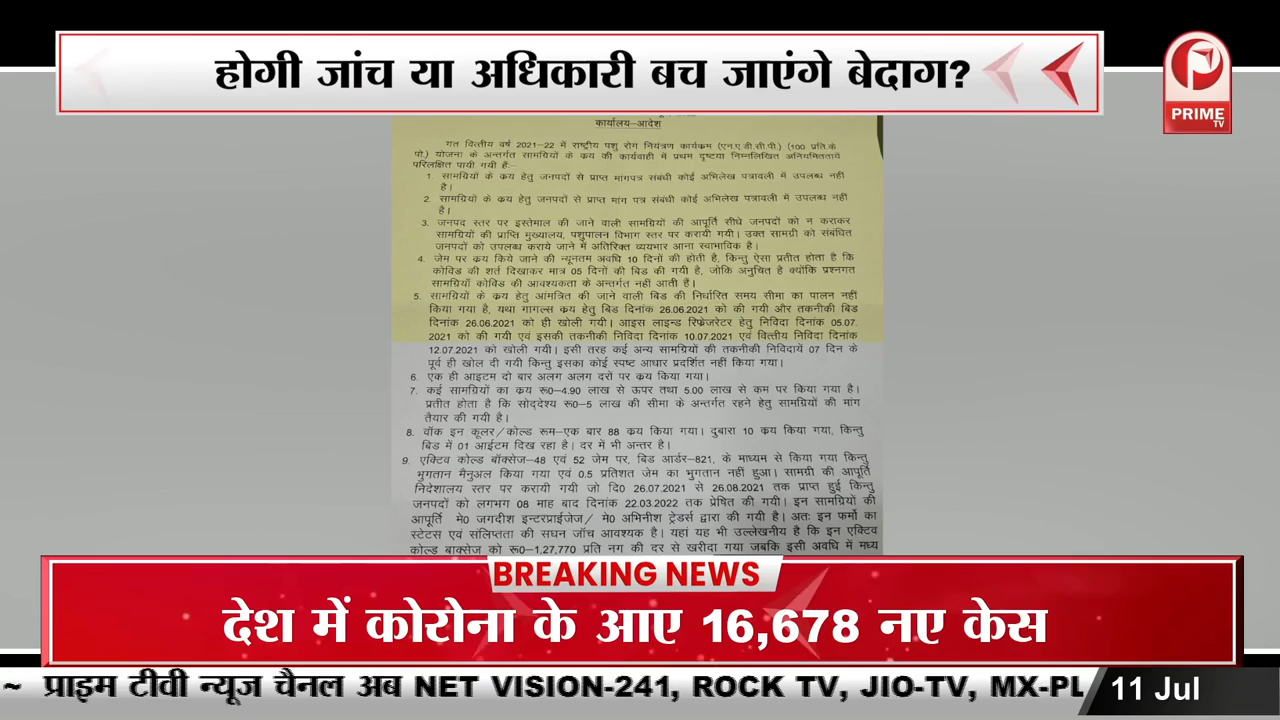 होगी जांच या अधिकारी बच जाएंगे बेदाग?
PRIME
TV
कार्यालय–आदेश
गत वित्तीय वर्ष 2021–22 में राष्ट्रीय पशु रोग नियंत्रण कार्यक्रम (एन.ए.डी.सी.पी.) (100 प्रति.के
पो.) योजना के अन्तर्गत सामग्रियों के क्रय की कार्यवाही में प्रथम दृष्टया निम्नलिखित अनियमिततायें
परिलक्षित पायी गयी हैं:–
1. सामग्रियों के क्रय हेतु जनपदों से प्राप्त मांगपत्र संबंधी कोई अभिलेख पत्रावली में उपलब्ध नहीं
है।
2. सामग्रियों के क्रय हेतु जनपदों से प्राप्त मांग पत्र संबंधी कोई अभिलेख पत्रावली में उपलब्ध नहीं
है।
3. जनपद स्तर पर इस्तेमाल की जाने वाली सामग्रियों की आपूर्ति सीधे जनपदों को न कराकर
सामग्रियों की प्राप्ति मुख्यालय, पशुपालन विभाग स्तर पर करायी गयी। उक्त सामग्री को संबंधित
जनपदों को उपलब्ध कराये जाने में अतिरिक्त व्ययभार आना स्वाभाविक है।
4. जेम पर क्रय किये जाने की न्यूनतम अवधि 10 दिनों की होती है, किन्तु ऐसा प्रतीत होता है कि
कोविड की शर्त दिखाकर मात्र 05 दिनों की बिड की गयी है, जोकि अनुचित है क्योंकि प्रश्नगत
सामग्रियाँ कोविड की आवश्यकता के अन्तर्गत नहीं आती हैं।
5. सामग्रियों के क्रय हेतु आमंत्रित की जाने वाली बिड की निर्धारित समय सीमा का पालन नहीं
किया गया है, यथा गागल्स क्रय हेतु बिड दिनांक 26.06.2021 को की गयी और तकनीकी बिड
दिनांक 26.06.2021 को ही खोली गयी। आइस लाइन्ड रिफ्रेजरेटर हेतु निविदा दिनांक 05.07.
2021 को की गयी एवं इसकी तकनीकी निविदा दिनांक 10.07.2021 एवं वित्तीय निविदा दिनांक
12.07.2021 को खोली गयी। इसी तरह कई अन्य सामग्रियों की तकनीकी निविदायें 07 दिन के
पूर्व ही खोल दी गयी किन्तु इसका कोई स्पष्ट आधार प्रदर्शित नहीं किया गया।
6. एक ही आइटम दो बार अलग अलग दरों पर क्रय किया गया।
7. कई सामग्रियों का क्रय रू0–4.90 लाख से ऊपर तथा 5.00 लाख से कम पर किया गया है।
प्रतीत होता है कि सोद्देश्य रू0–5 लाख की सीमा के अन्तर्गत रहने हेतु सामग्रियों की मांग
तैयार की गयी है।
8. वॉक इन कूलर/कोल्ड रूम–एक बार 88 क्रय किया गया। दुबारा 10 क्रय किया गया, किन्तु
बिड में 01 आईटम दिख रहा है। दर में भी अन्तर है।
9. एक्टिव कोल्ड बॉक्सेज–48 एवं 52 जेम पर, बिड आर्डर–821, के माध्यम से किया गया किन्तु
भुगतान मैनुअल किया गया एवं 0.5 प्रतिशत जेम का भुगतान नहीं हुआ। सामग्री की आपूर्ति
निदेशालय स्तर पर करायी गयी जो दि0 26.07.2021 से 26.08.2021 तक प्राप्त हुई किन्तु
जनपदों को लगभग 08 माह बाद दिनांक 22.03.2022 तक प्रेषित की गयी। इन सामग्रियों की
आपूर्ति मे0 जगदीश इन्टरप्राईजेज/ मे0 अभिनीश ट्रेडर्स द्वारा की गयी है। अतः इन फर्मो का
स्टेटस एवं संलिप्तता की सघन जाँच आवश्यक है। यहां यह भी उल्लेखनीय है कि इन एक्टिव
कोल्ड बाक्सेज को रू0–1,27,770 प्रति नग की दर से खरीदा गया जबकि इसी अवधि में मध्य
BREAKING NEWS
देश में कोरोना के आए 16,678 नए केस
~ प्राइम टीवी न्यूज चैनल अब NET VISION-241, ROCK TV, JIO-TV, MX-PL
11 Jul